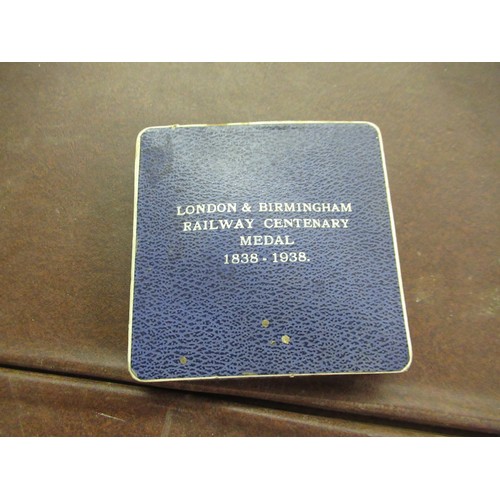 LONDON & BIRMINGHAM
RAILWAY CENTENARY
MEDAL
1838 - 1938.